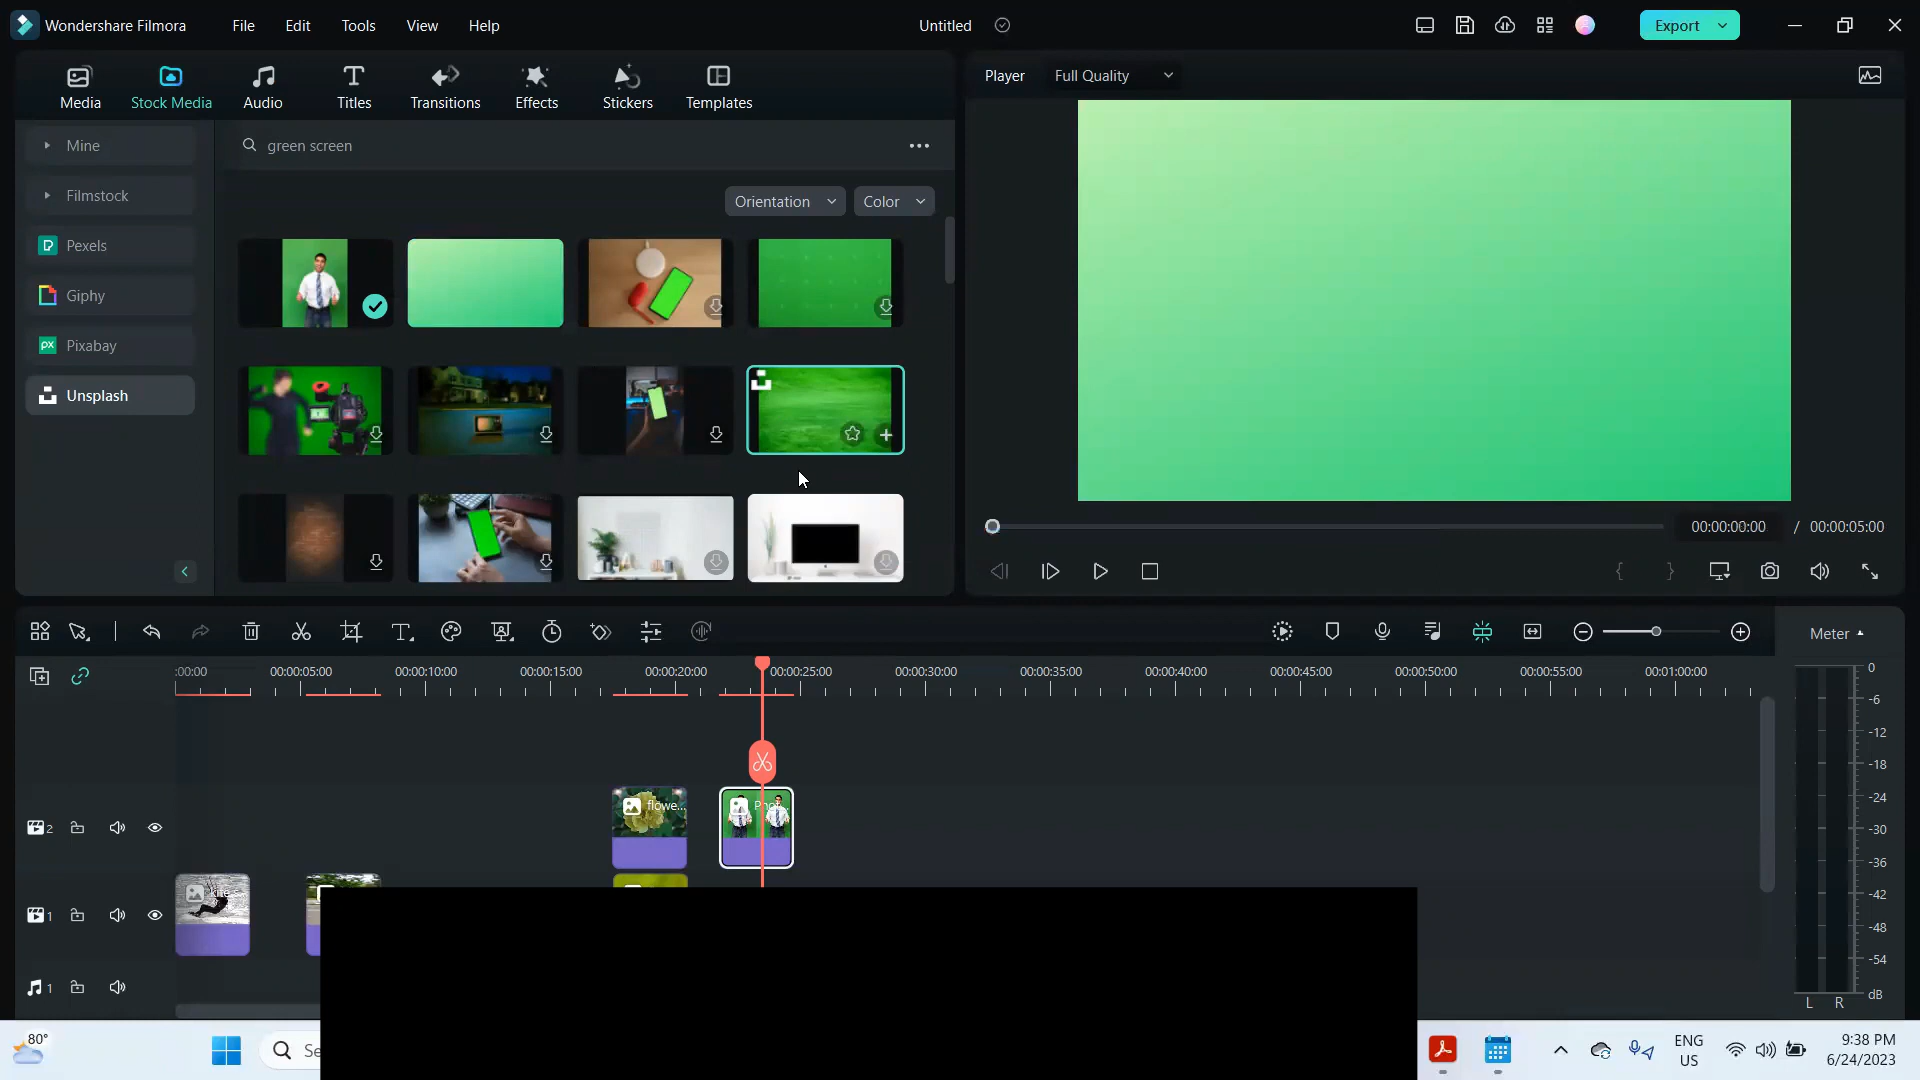 Wondershare Filmora
File
Edit
Tools
View
Help
Untitled
Export
Media
Stock Media
Audio
Titles
Transitions
Effects
Stickers
Templates
Player
Full Quality
Mine
Filmstock
Pexels
Giphy
Pixabay
Unsplash
green screen
Orientation
Color
00:00:00:00 / 00:00:05:00
Meter
:00:00
00:00:05:00
00:00:10:00
00:00:15:00
00:00:20:00
00:00:25:00
00:00:30:00
00:00:35:00
00:00:40:00
00:00:45:00
00:00:50:00
00:00:55:00
00:01:00:00
0
-6
-12
-18
-24
-30
-36
-42
-48
-54
dB
L R
2
flowe...
1
1
80°
Se
ENG
US
9:38 PM
6/24/2023